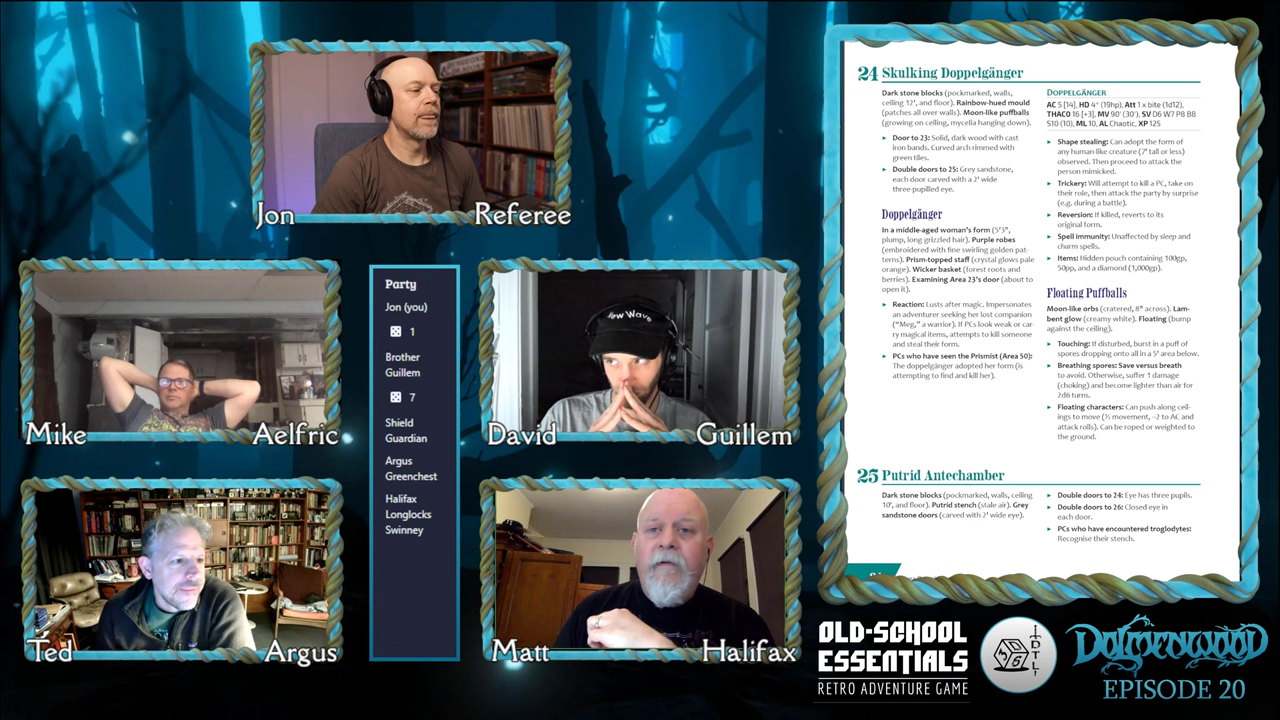 Jon
Referee
Mike
Aelfric
New Wave
David
Guillem
Ted
Argus
Matt
Halifax
Party
Jon (you)
1
Brother
Guillem
7
Shield
Guardian
Argus
Greenchest
Halifax
Longlocks
Swinney
24 Skulking Doppelgänger
Dark stone blocks (pockmarked, walls,
ceiling 12', and floor). Rainbow-hued mould
(patches all over walls). Moon-like puffballs
(growing on ceiling, mycelia hanging down).
▸ Door to 23: Solid, dark wood with cast
iron bands. Curved arch rimmed with
green tiles.
▸ Double doors to 25: Grey sandstone,
each door carved with a 2' wide
three-pupilled eye.
Doppelgänger
In a middle-aged woman's form (5'3",
plump, long grizzled hair). Purple robes
(embroidered with fine swirling golden pat-
terns). Prism-topped staff (crystal glows pale
orange). Wicker basket (forest roots and
berries). Examining Area 23's door (about to
open it).
▸ Reaction: Lusts after magic. Impersonates
an adventurer seeking her lost companion
("Meg," a warrior). If PCs look weak or car-
ry magical items, attempts to kill someone
and steal their form.
▸ PCs who have seen the Prismist (Area 50):
The doppelgänger adopted her form (is
attempting to find and kill her).
DOPPELGÄNGER
AC 5 [14], HD 4* (19hp), Att 1 x bite (1d12),
THAC0 16 [+3], MV 90' (30'), SV D6 W7 P8 B8
S10 (10), ML 10, AL Chaotic, XP 125
▸ Shape stealing: Can adopt the form of
any human-like creature (7' tall or less)
observed. Then proceed to attack the
person mimicked.
▸ Trickery: Will attempt to kill a PC, take on
their role, then attack the party by surprise
(e.g. during a battle).
▸ Reversion: If killed, reverts to its
original form.
▸ Spell immunity: Unaffected by sleep and
charm spells.
▸ Items: Hidden pouch containing 100gp,
50pp, and a diamond (1,000gp).
Floating Puffballs
Moon-like orbs (cratered, 8" across). Lam-
bent glow (creamy white). Floating (bump
against the ceiling).
▸ Touching: If disturbed, burst in a puff of
spores dropping onto all in a 5' area below.
▸ Breathing spores: Save versus breath
to avoid. Otherwise, suffer 1 damage
(choking) and become lighter than air for
2d6 turns.
▸ Floating characters: Can push along ceil-
ings to move (½ movement, –2 to AC and
attack rolls). Can be roped or weighted to
the ground.
25 Putrid Antechamber
Dark stone blocks (pockmarked, walls, ceiling
10', and floor). Putrid stench (stale air). Grey
sandstone doors (carved with 2' wide eye).
▸ Double doors to 24: Eye has three pupils.
▸ Double doors to 26: Closed eye in
each door.
▸ PCs who have encountered troglodytes:
Recognise their stench.
OLD-SCHOOL
ESSENTIALS
RETRO ADVENTURE GAME
ITDTL
DOLMENWOOD
EPISODE 20